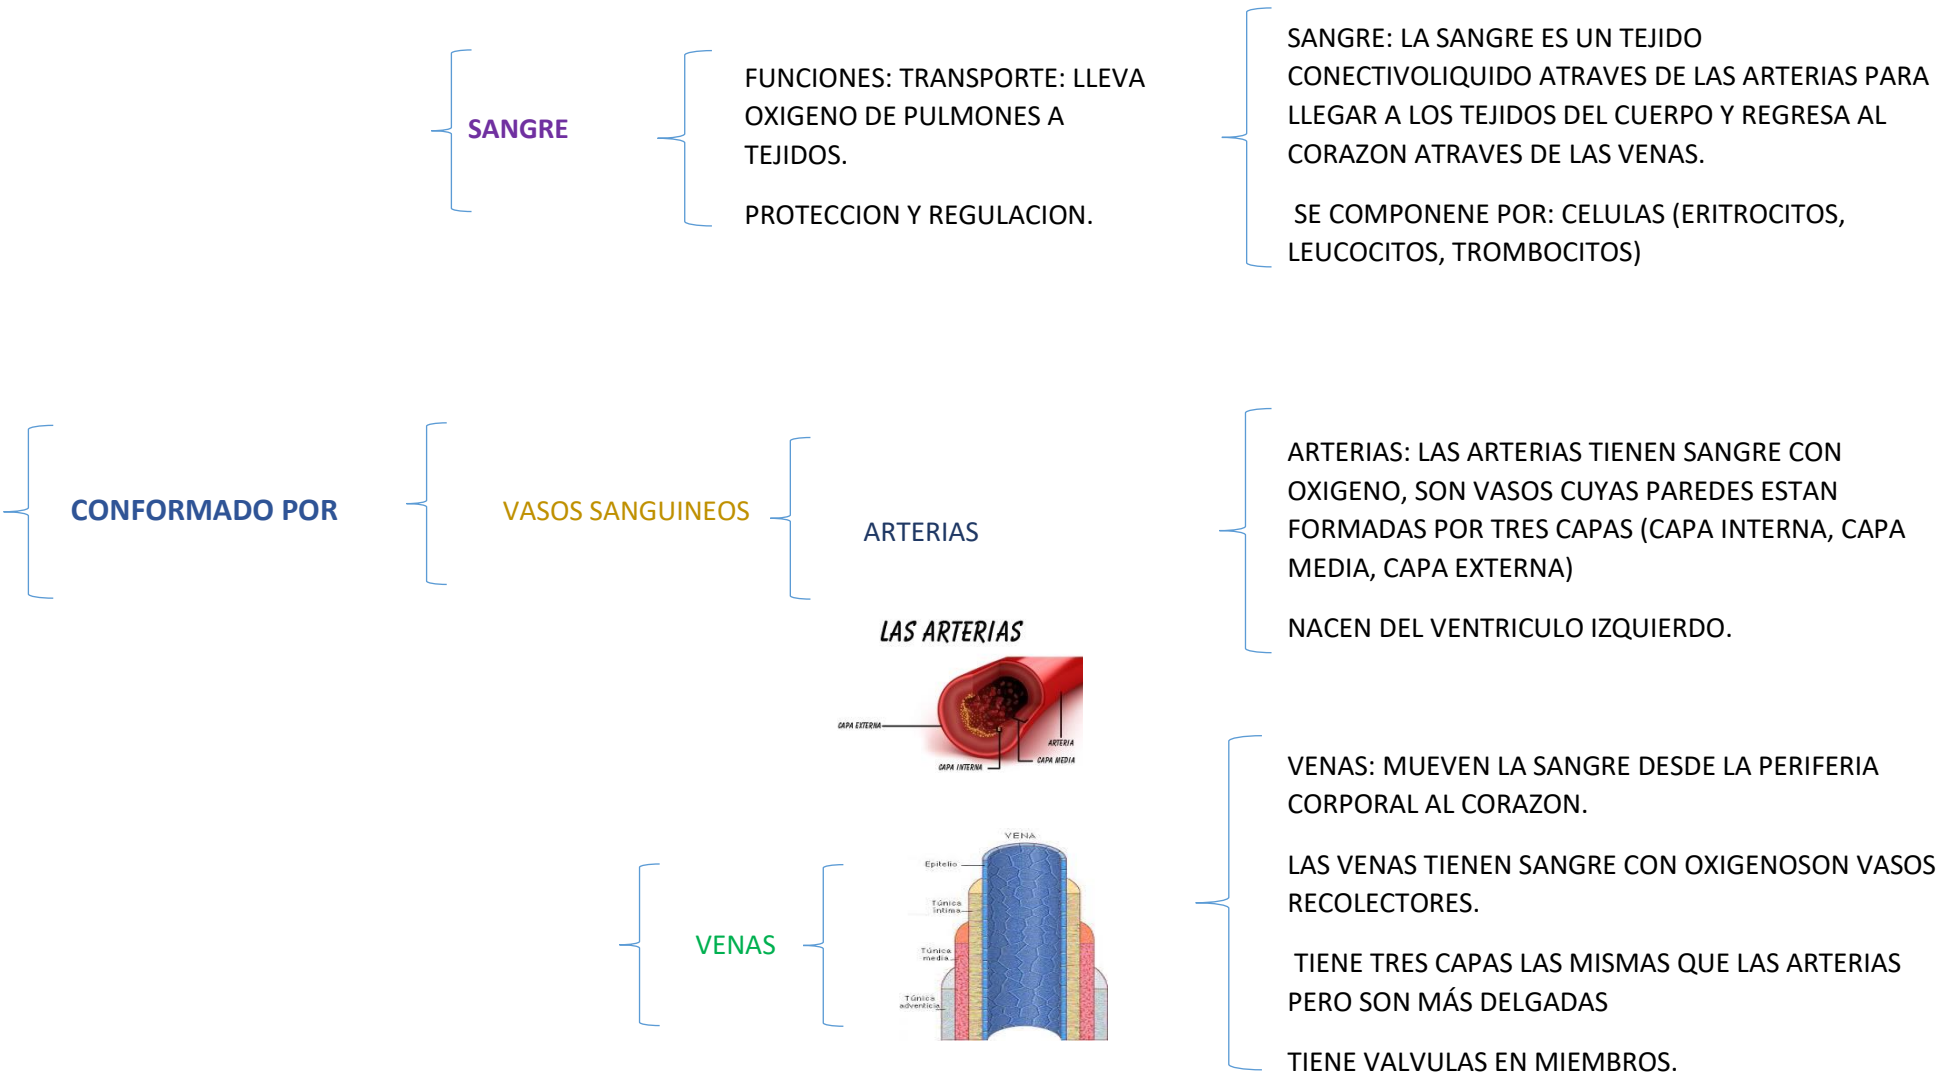 SANGRE
FUNCIONES: TRANSPORTE: LLEVA
OXIGENO DE PULMONES A
TEJIDOS.
PROTECCION Y REGULACION.
SANGRE: LA SANGRE ES UN TEJIDO
CONECTIVOLIQUIDO ATRAVES DE LAS ARTERIAS PARA
LLEGAR A LOS TEJIDOS DEL CUERPO Y REGRESA AL
CORAZON ATRAVES DE LAS VENAS.
SE COMPONENE POR: CELULAS (ERITROCITOS,
LEUCOCITOS, TROMBOCITOS)
CONFORMADO POR
VASOS SANGUINEOS
ARTERIAS
ARTERIAS: LAS ARTERIAS TIENEN SANGRE CON
OXIGENO, SON VASOS CUYAS PAREDES ESTAN
FORMADAS POR TRES CAPAS (CAPA INTERNA, CAPA
MEDIA, CAPA EXTERNA)
NACEN DEL VENTRICULO IZQUIERDO.
LAS ARTERIAS
CAPA EXTERNA
ARTERIA
CAPA INTERNA
CAPA MEDIA
VENAS
VENA
Epitelio
Túnica
íntima
Túnica
media
Túnica
adventicia
VENAS: MUEVEN LA SANGRE DESDE LA PERIFERIA
CORPORAL AL CORAZON.
LAS VENAS TIENEN SANGRE CON OXIGENOSON VASOS
RECOLECTORES.
TIENE TRES CAPAS LAS MISMAS QUE LAS ARTERIAS
PERO SON MÁS DELGADAS
TIENE VALVULAS EN MIEMBROS.